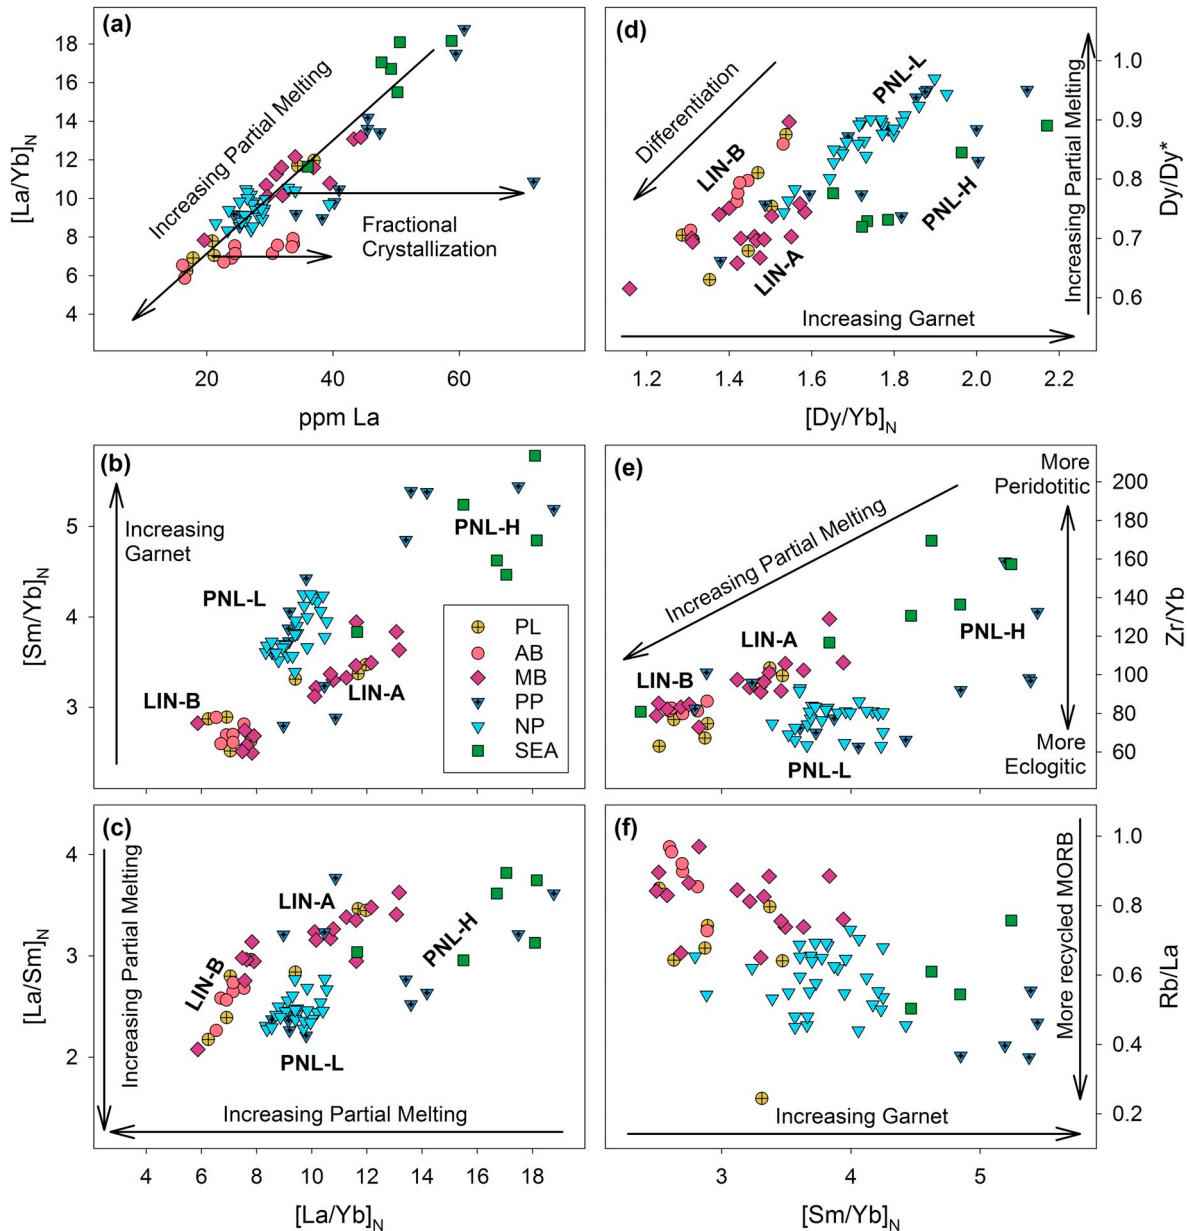 (a)
18
16
14
12
10
8
6
4
[La/Yb]N
Increasing Partial Melting
Fractional
Crystallization
20
40
60
ppm La
(d)
Differentiation
PNL-L
LIN-B
PNL-H
LIN-A
Increasing Garnet
Increasing Partial Melting
1.0
0.9
0.8
0.7
0.6
Dy/Dy*
1.2
1.4
1.6
1.8
2.0
2.2
[Dy/Yb]N
(b)
5
4
3
[Sm/Yb]N
Increasing
Garnet
PNL-H
PNL-L
LIN-B
LIN-A
PL
AB
MB
PP
NP
SEA
(e)
More
Peridotitic
Increasing Partial Melting
LIN-A
LIN-B
PNL-H
PNL-L
More
Eclogitic
200
180
160
140
120
100
80
60
Zr/Yb
(c)
4
3
2
[La/Sm]N
Increasing Partial Melting
LIN-A
LIN-B
PNL-H
PNL-L
Increasing Partial Melting
4
6
8
10
12
14
16
18
[La/Yb]N
(f)
More recycled MORB
Increasing Garnet
1.0
0.8
0.6
0.4
0.2
Rb/La
3
4
5
[Sm/Yb]N